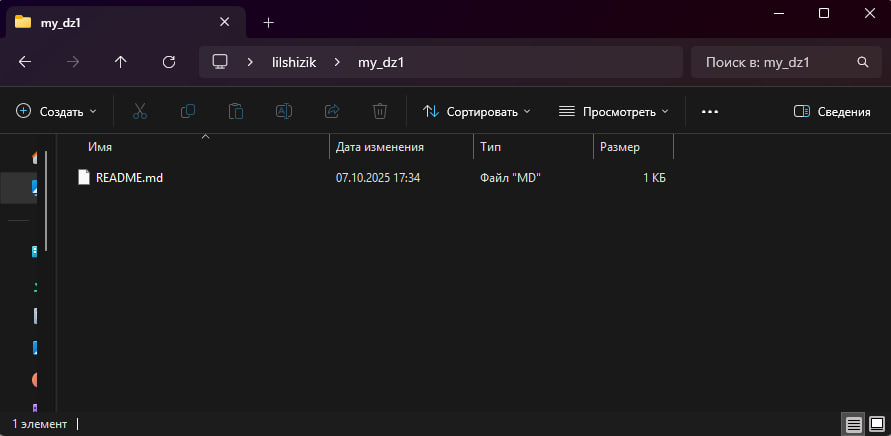 my_dz1
lilshizik my_dz1 Поиск в: my_dz1
Создать Сортировать Просмотреть Сведения
Имя Дата изменения Тип Размер
README.md 07.10.2025 17:34 Файл "MD" 1 КБ
1 элемент